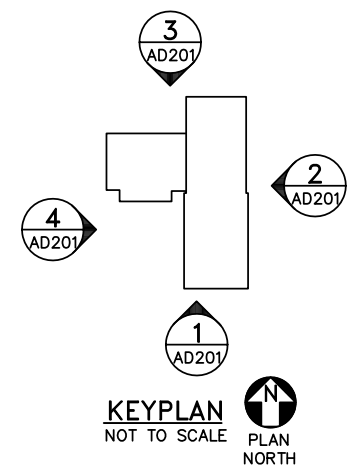 3
AD201
2
AD201
4
AD201
1
AD201
KEYPLAN
NOT TO SCALE
N
PLAN
NORTH